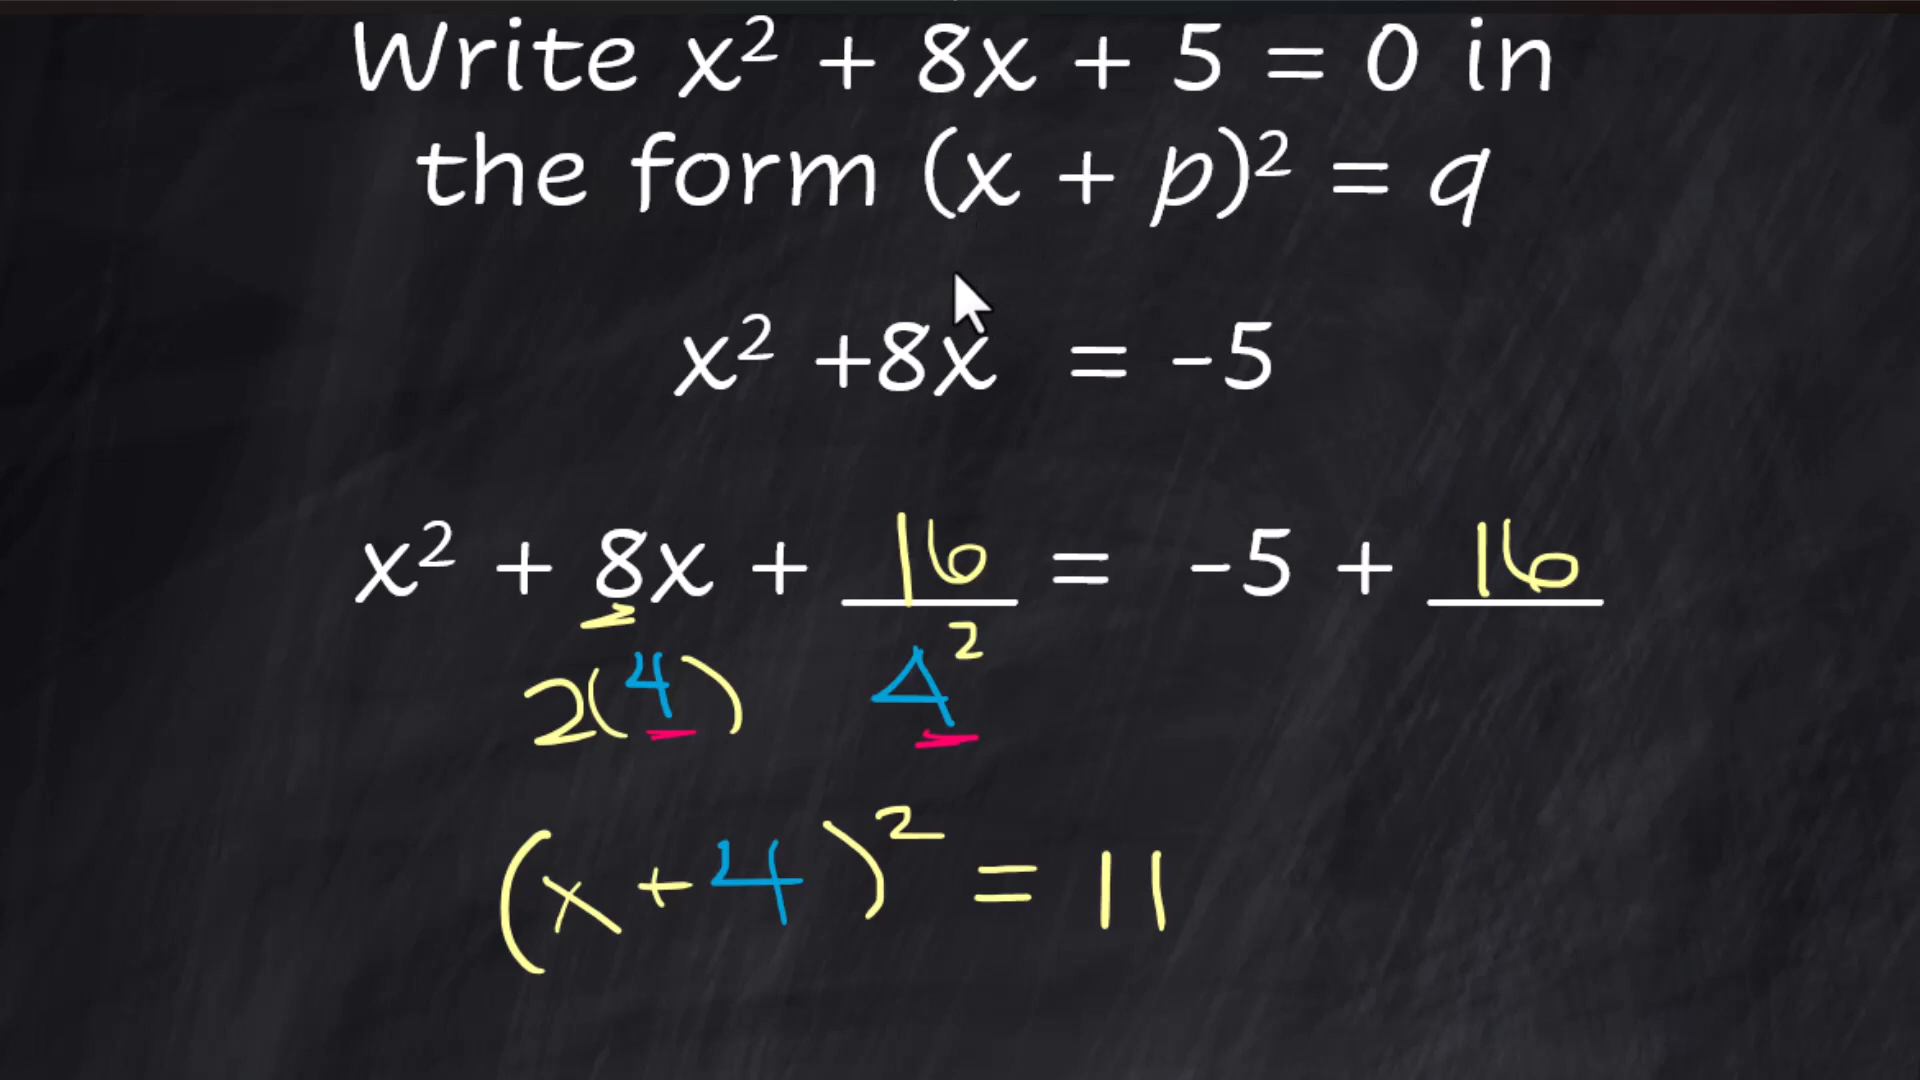 Write x² + 8x + 5 = 0 in
the form (x + p)² = q
x² +8x = -5
x² + 8x + 16 = -5 + 16
2(4) 4²
(x+4)² = 11